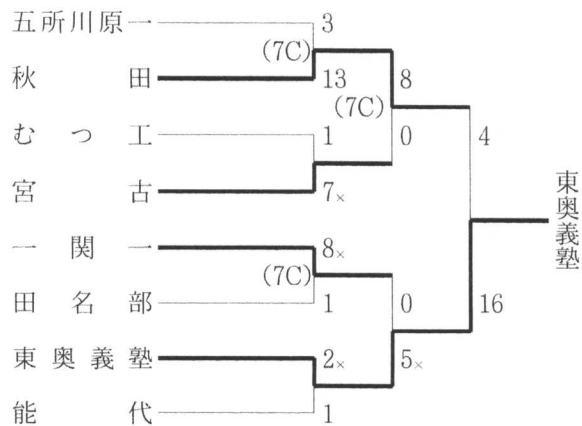 五所川原一 3
(7C)
秋田 13 8
(7C)
むつ工 1 0 4
宮古 7×
東奥義塾
一関一 8×
(7C)
田名部 1 0 16
東奥義塾 2× 5×
能代 1